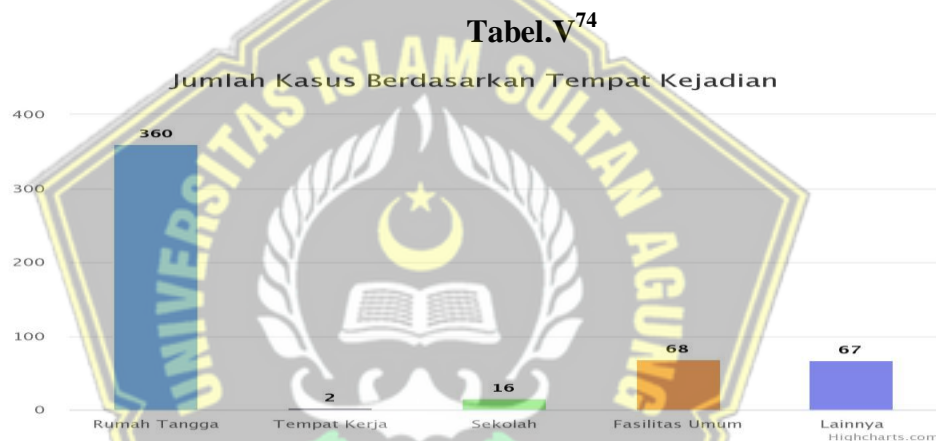 Tabel.V74
Jumlah Kasus Berdasarkan Tempat Kejadian
400
360
300
200
100
68
67
16
2
0
Rumah Tangga Tempat Kerja Sekolah Fasilitas Umum Lainnya
Highcharts.com
UNIVERSITAS ISLAM SULTAN AGUNG